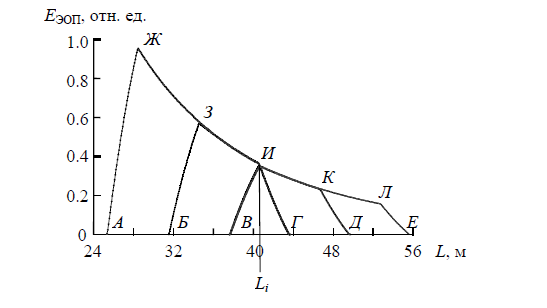 E_ЭОП, отн. ед.
1.0
Ж
0.8
0.6
З
0.4
И
К
0.2
Л
0
А
Б
В
Г
Д
Е
24
32
40
48
56
L, м
L_i